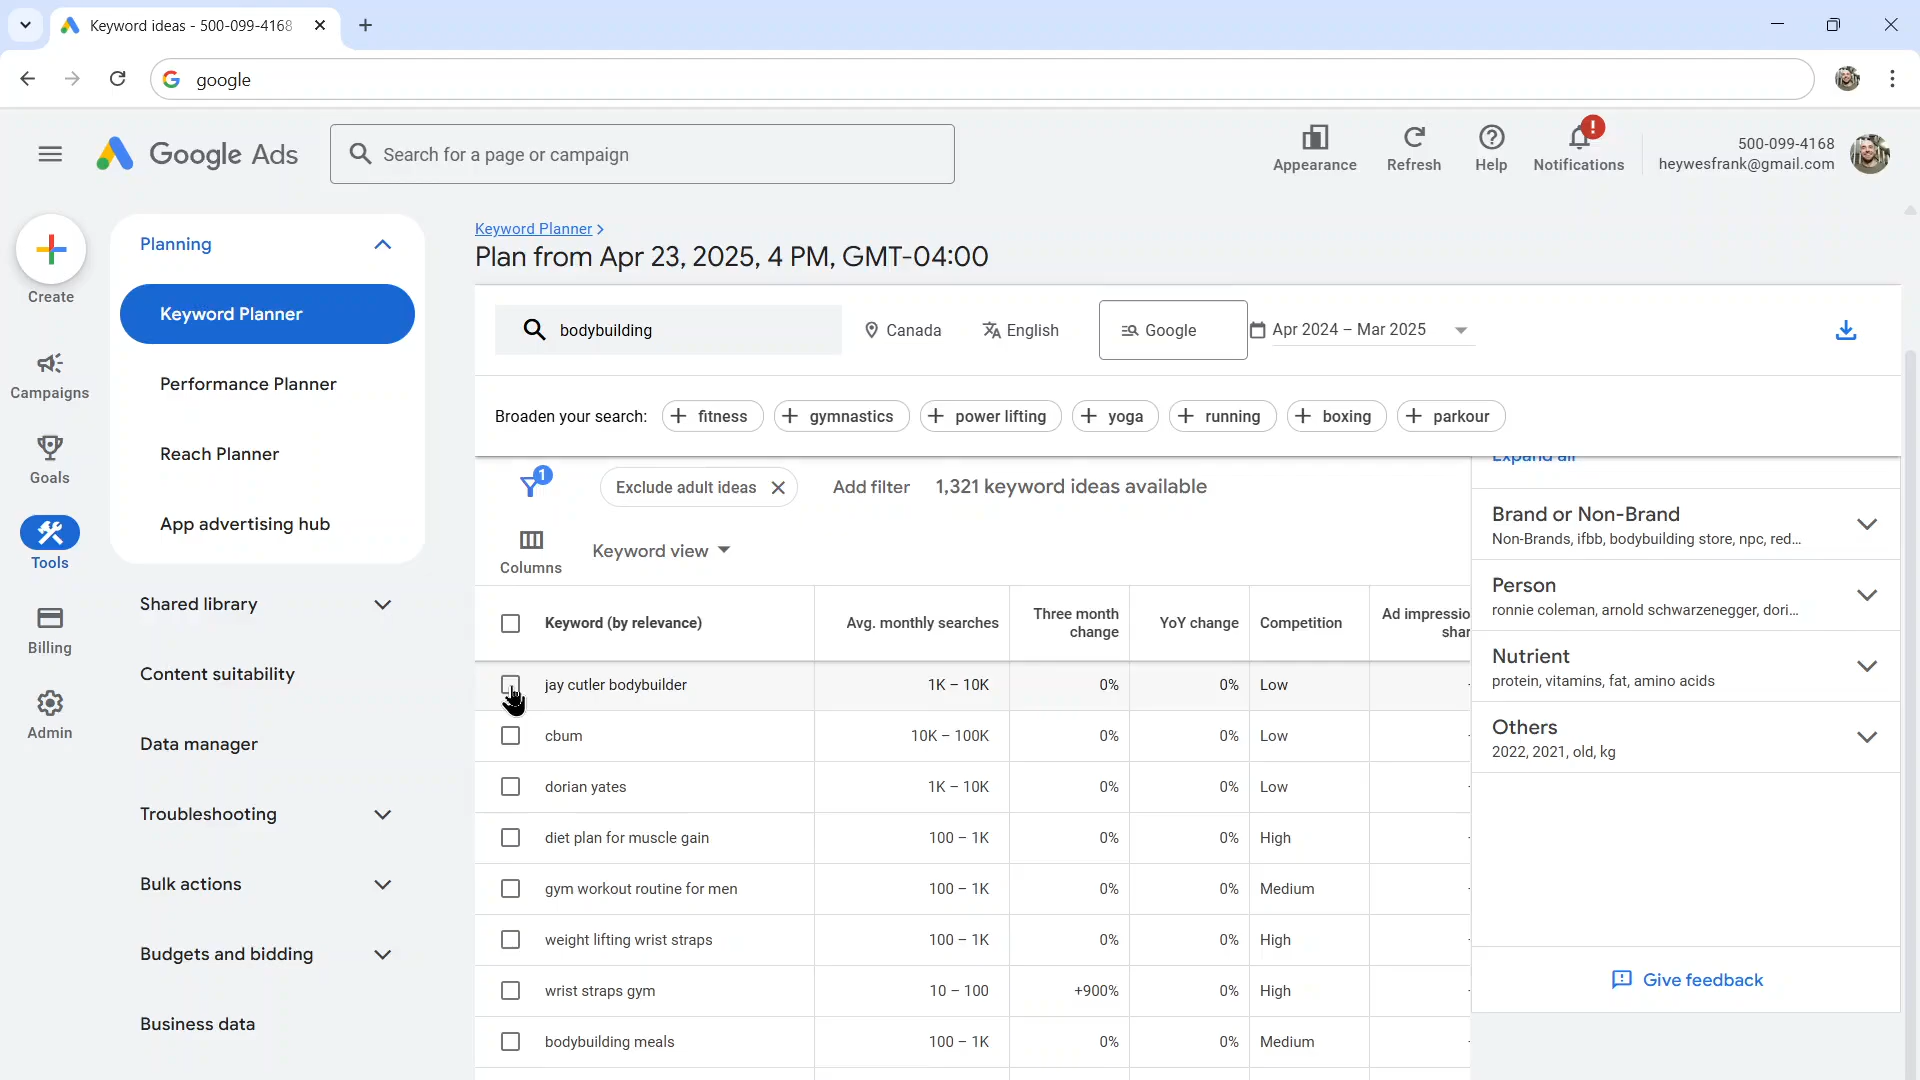 Keyword ideas - 500-099-4168
google
Google Ads
Search for a page or campaign
Appearance
Refresh
Help
Notifications
500-099-4168
heywesfrank@gmail.com
Create
Campaigns
Goals
Tools
Billing
Admin
Planning
Keyword Planner
Performance Planner
Reach Planner
App advertising hub
Shared library
Content suitability
Data manager
Troubleshooting
Bulk actions
Budgets and bidding
Business data
Keyword Planner
Plan from Apr 23, 2025, 4 PM, GMT-04:00
bodybuilding
Canada
English
Google
Apr 2024 – Mar 2025
Broaden your search: fitness gymnastics power lifting yoga running boxing parkour
1
Exclude adult ideas
Add filter
1,321 keyword ideas available
Columns
Keyword view
Keyword (by relevance) Avg. monthly searches Three month change YoY change Competition Ad impressio shar
jay cutler bodybuilder 1K – 10K 0% 0% Low -
cbum 10K – 100K 0% 0% Low -
dorian yates 1K – 10K 0% 0% Low -
diet plan for muscle gain 100 – 1K 0% 0% High -
gym workout routine for men 100 – 1K 0% 0% Medium -
weight lifting wrist straps 100 – 1K 0% 0% High -
wrist straps gym 10 – 100 +900% 0% High -
bodybuilding meals 100 – 1K 0% 0% Medium -
Expand all
Brand or Non-Brand
Non-Brands, ifbb, bodybuilding store, npc, red...
Person
ronnie coleman, arnold schwarzenegger, dori...
Nutrient
protein, vitamins, fat, amino acids
Others
2022, 2021, old, kg
Give feedback